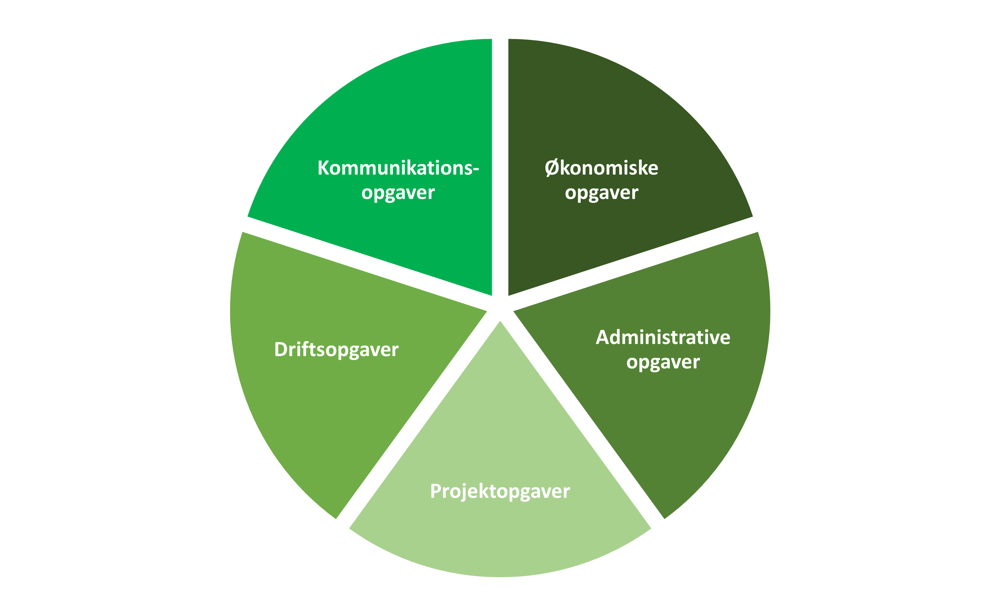 Kommunikations-
opgaver
Økonomiske
opgaver
Administrative
opgaver
Driftsopgaver
Projektopgaver